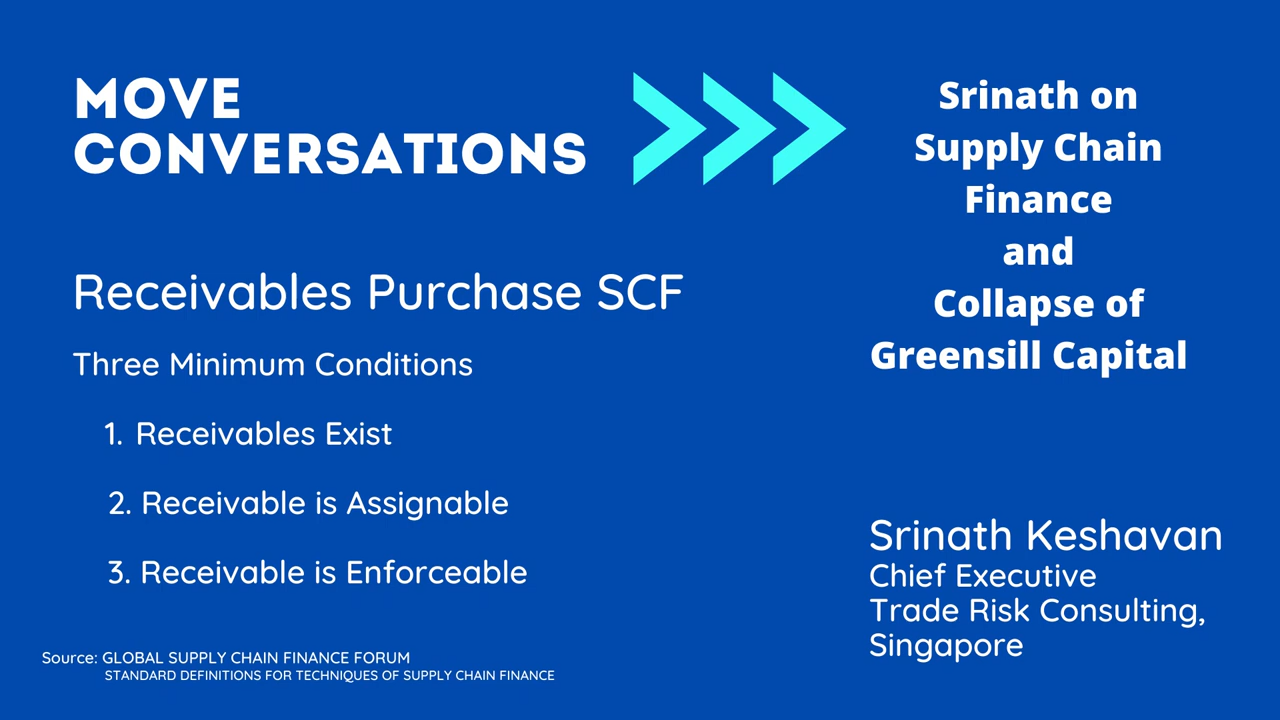 MOVE
CONVERSATIONS
Srinath on
Supply Chain
Finance
and
Collapse of
Greensill Capital
Receivables Purchase SCF
Three Minimum Conditions
1. Receivables Exist
2. Receivable is Assignable
3. Receivable is Enforceable
Srinath Keshavan
Chief Executive
Trade Risk Consulting,
Singapore
Source: GLOBAL SUPPLY CHAIN FINANCE FORUM
STANDARD DEFINITIONS FOR TECHNIQUES OF SUPPLY CHAIN FINANCE